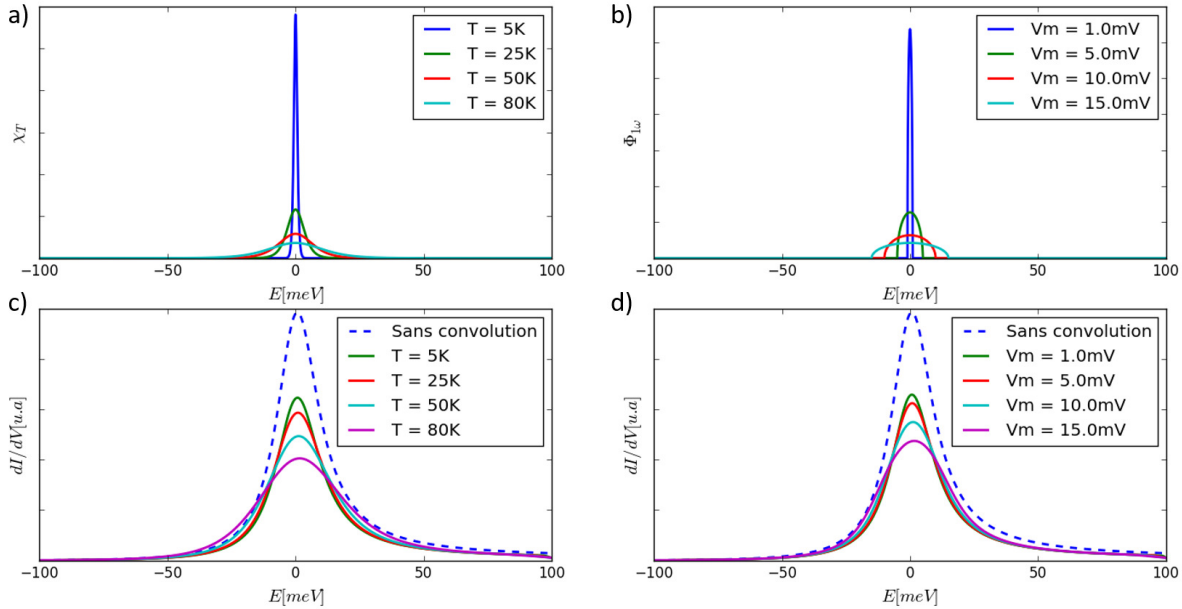 a)
χ_T
T = 5K
T = 25K
T = 50K
T = 80K
−100
−50
0
50
100
E[meV]
b)
Φ_1ω
Vm = 1.0mV
Vm = 5.0mV
Vm = 10.0mV
Vm = 15.0mV
−100
−50
0
50
100
E[meV]
c)
dI/dV[u.a]
Sans convolution
T = 5K
T = 25K
T = 50K
T = 80K
−100
−50
0
50
100
E[meV]
d)
dI/dV[u.a]
Sans convolution
Vm = 1.0mV
Vm = 5.0mV
Vm = 10.0mV
Vm = 15.0mV
−100
−50
0
50
100
E[meV]